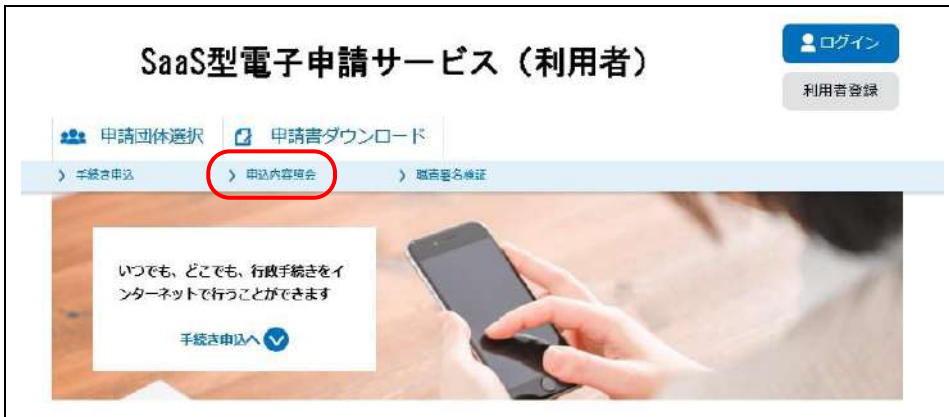 SaaS型電子申請サービス（利用者）
ログイン
利用者登録
申請団体選択
申請書ダウンロード
手続き申込
申込内容照会
職責署名検証
いつでも、どこでも、行政手続きをイ
ンターネットで行うことができます
手続き申込へ